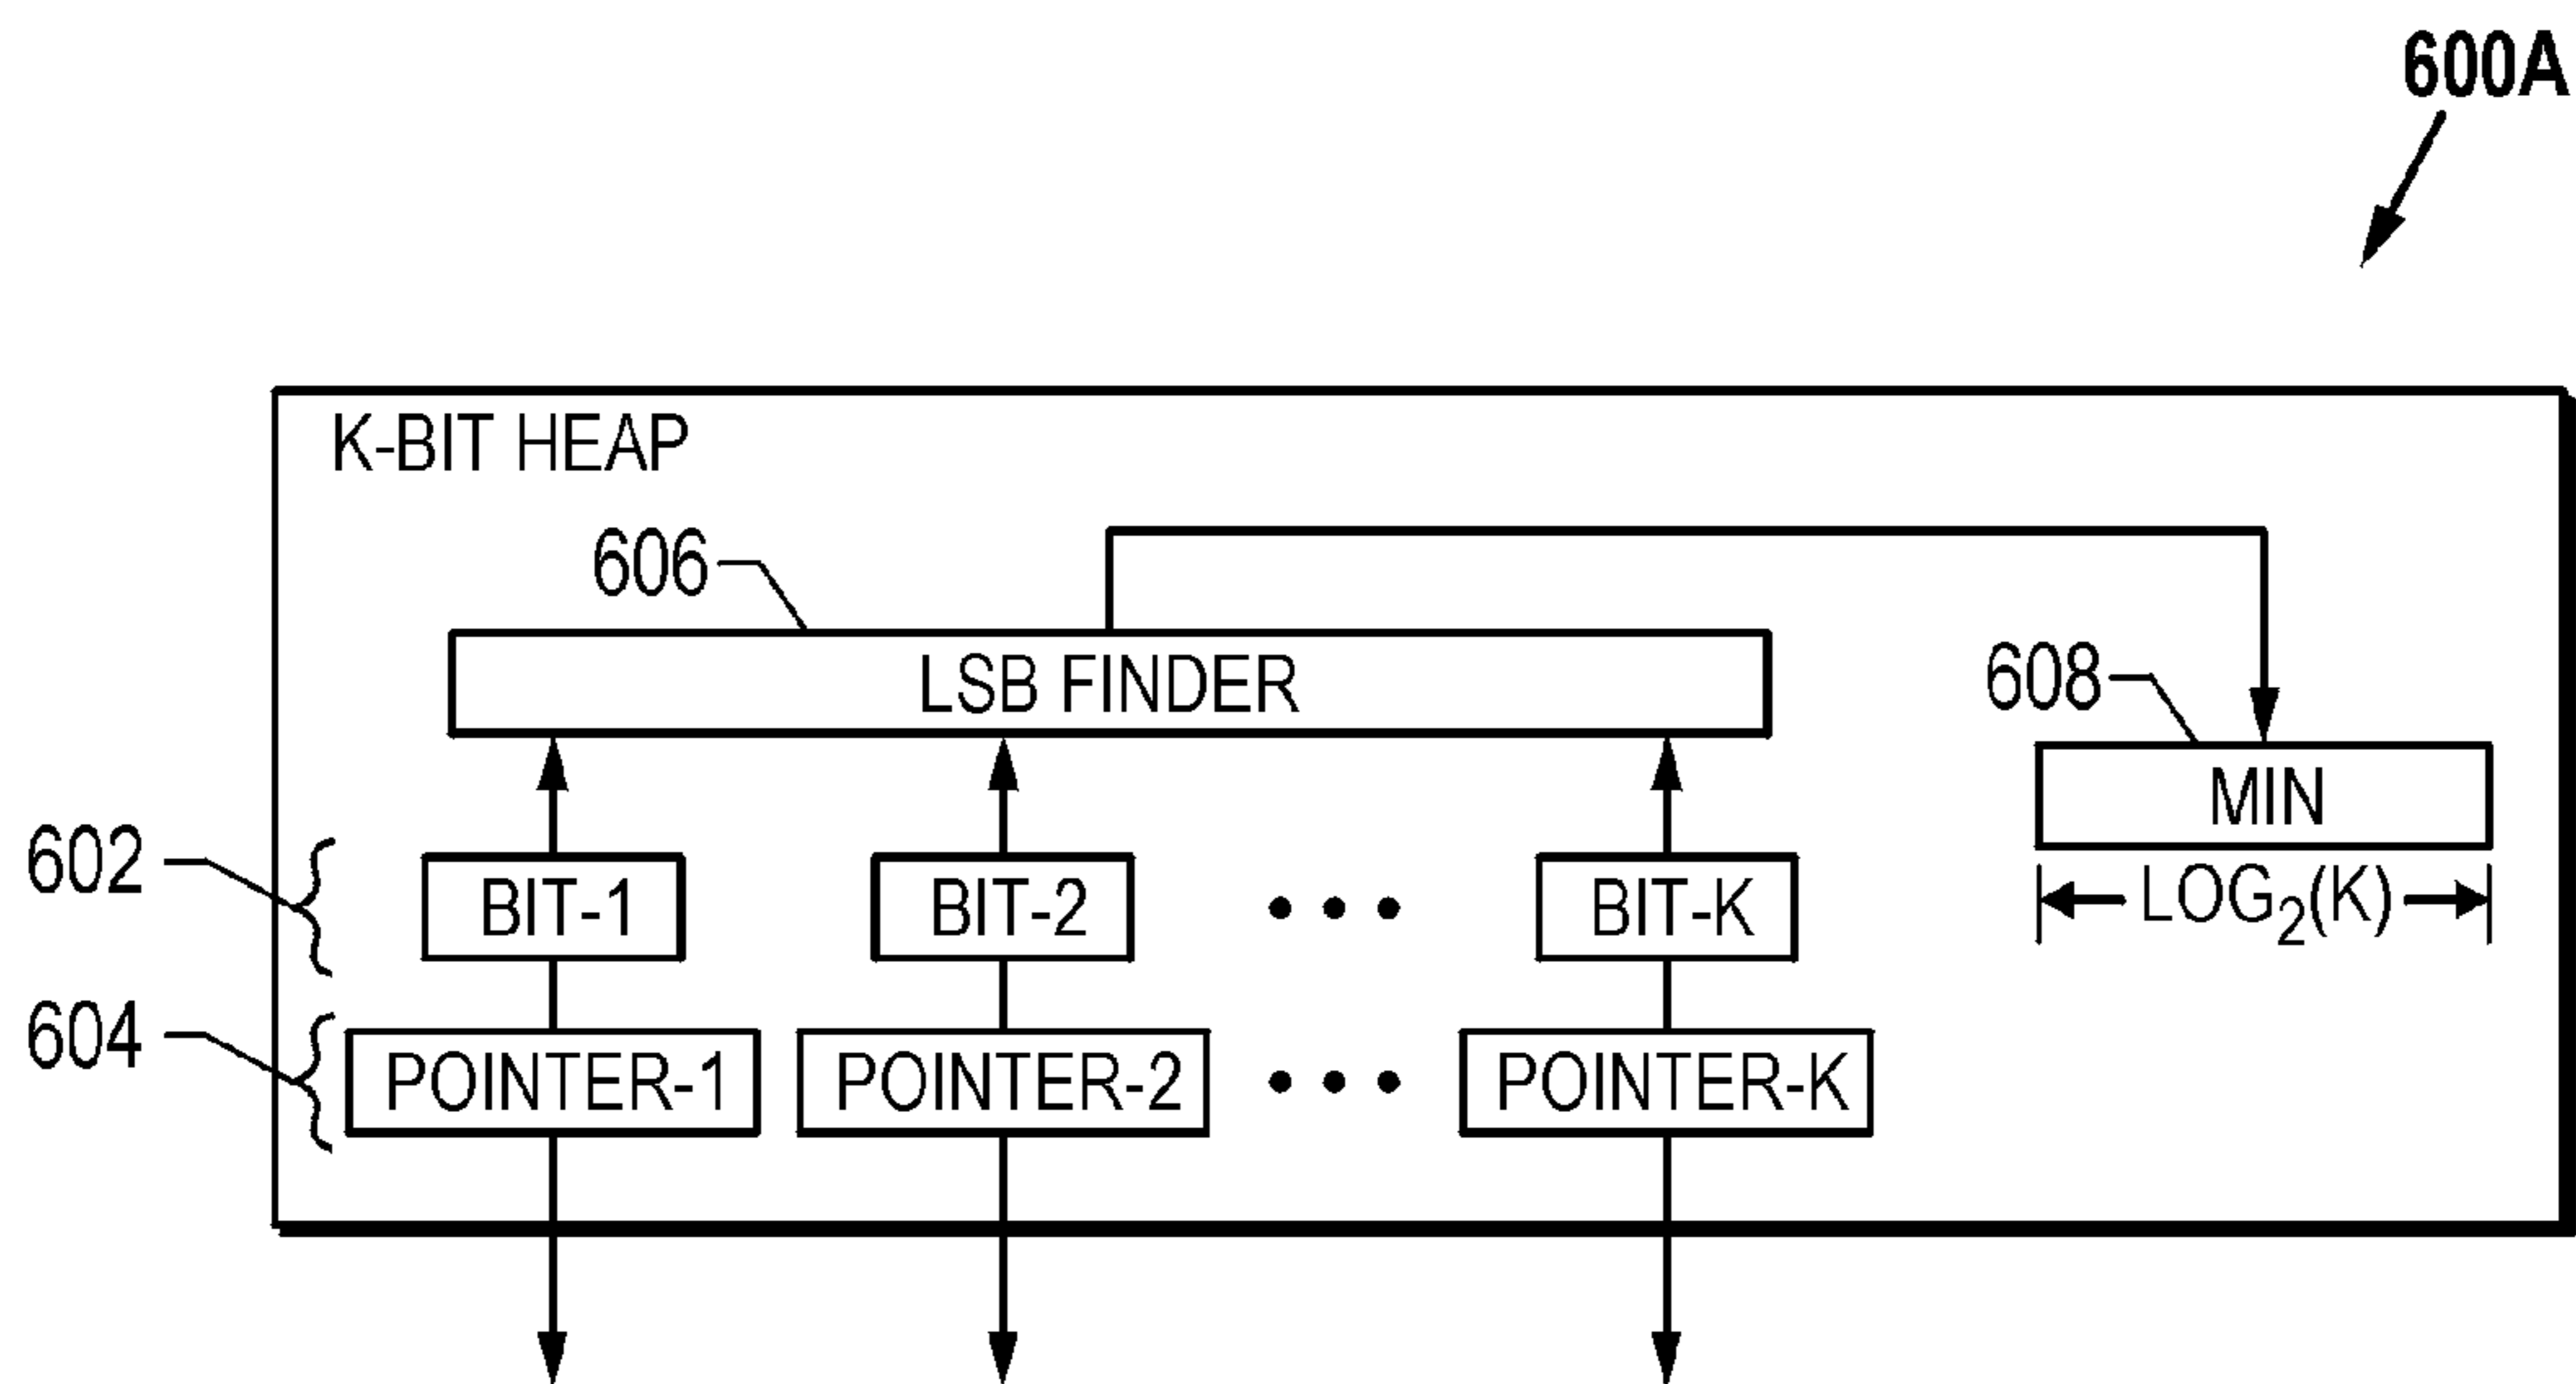 600A
K-BIT HEAP
606
LSB FINDER
608
MIN
602
BIT-1 BIT-2 • • • BIT-K
LOG₂(K)
604
POINTER-1 POINTER-2 • • • POINTER-K